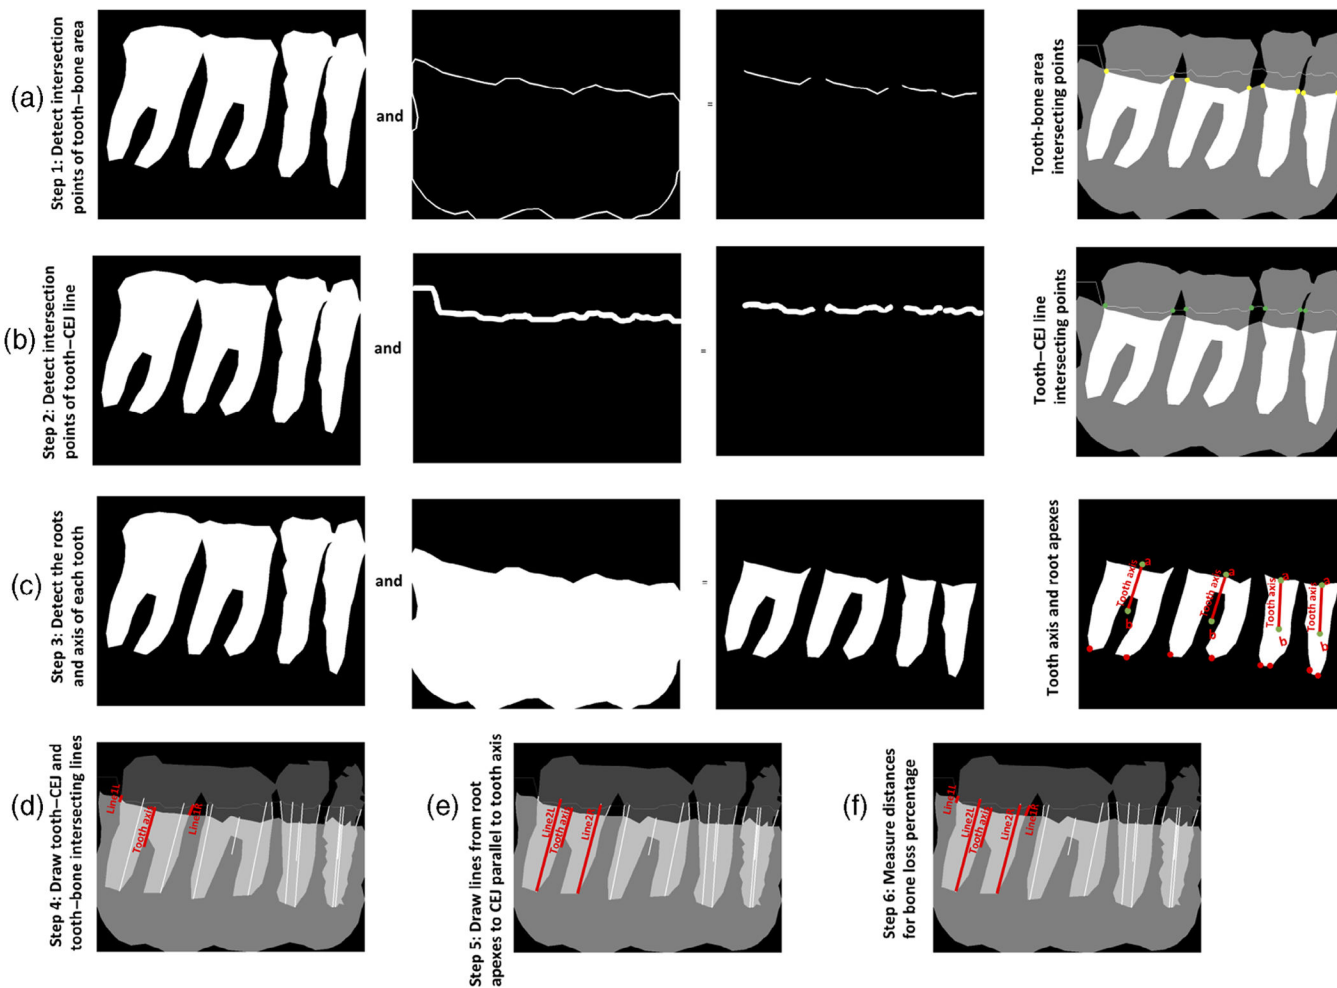 (a)
Step 1: Detect intersection
points of tooth–bone area
and
=
Tooth-bone area
intersecting points
(b)
Step 2: Detect intersection
points of tooth–CEJ line
and
=
Tooth–CEJ line
intersecting points
(c)
Step 3: Detect the roots
and axis of each tooth
and
=
Tooth axis and root apexes
a
Tooth axis
b
a
Tooth axis
b
a
Tooth axis
b
a
Tooth axis
b
(d)
Step 4: Draw tooth–CEJ and
tooth–bone intersecting lines
Line1L
Tooth axis
Line1R
(e)
Step 5: Draw lines from root
apexes to CEJ parallel to tooth axis
Line2L
Tooth axis
(f)
Step 6: Measure distances
for bone loss percentage
Line1L
Line2L
Tooth axis